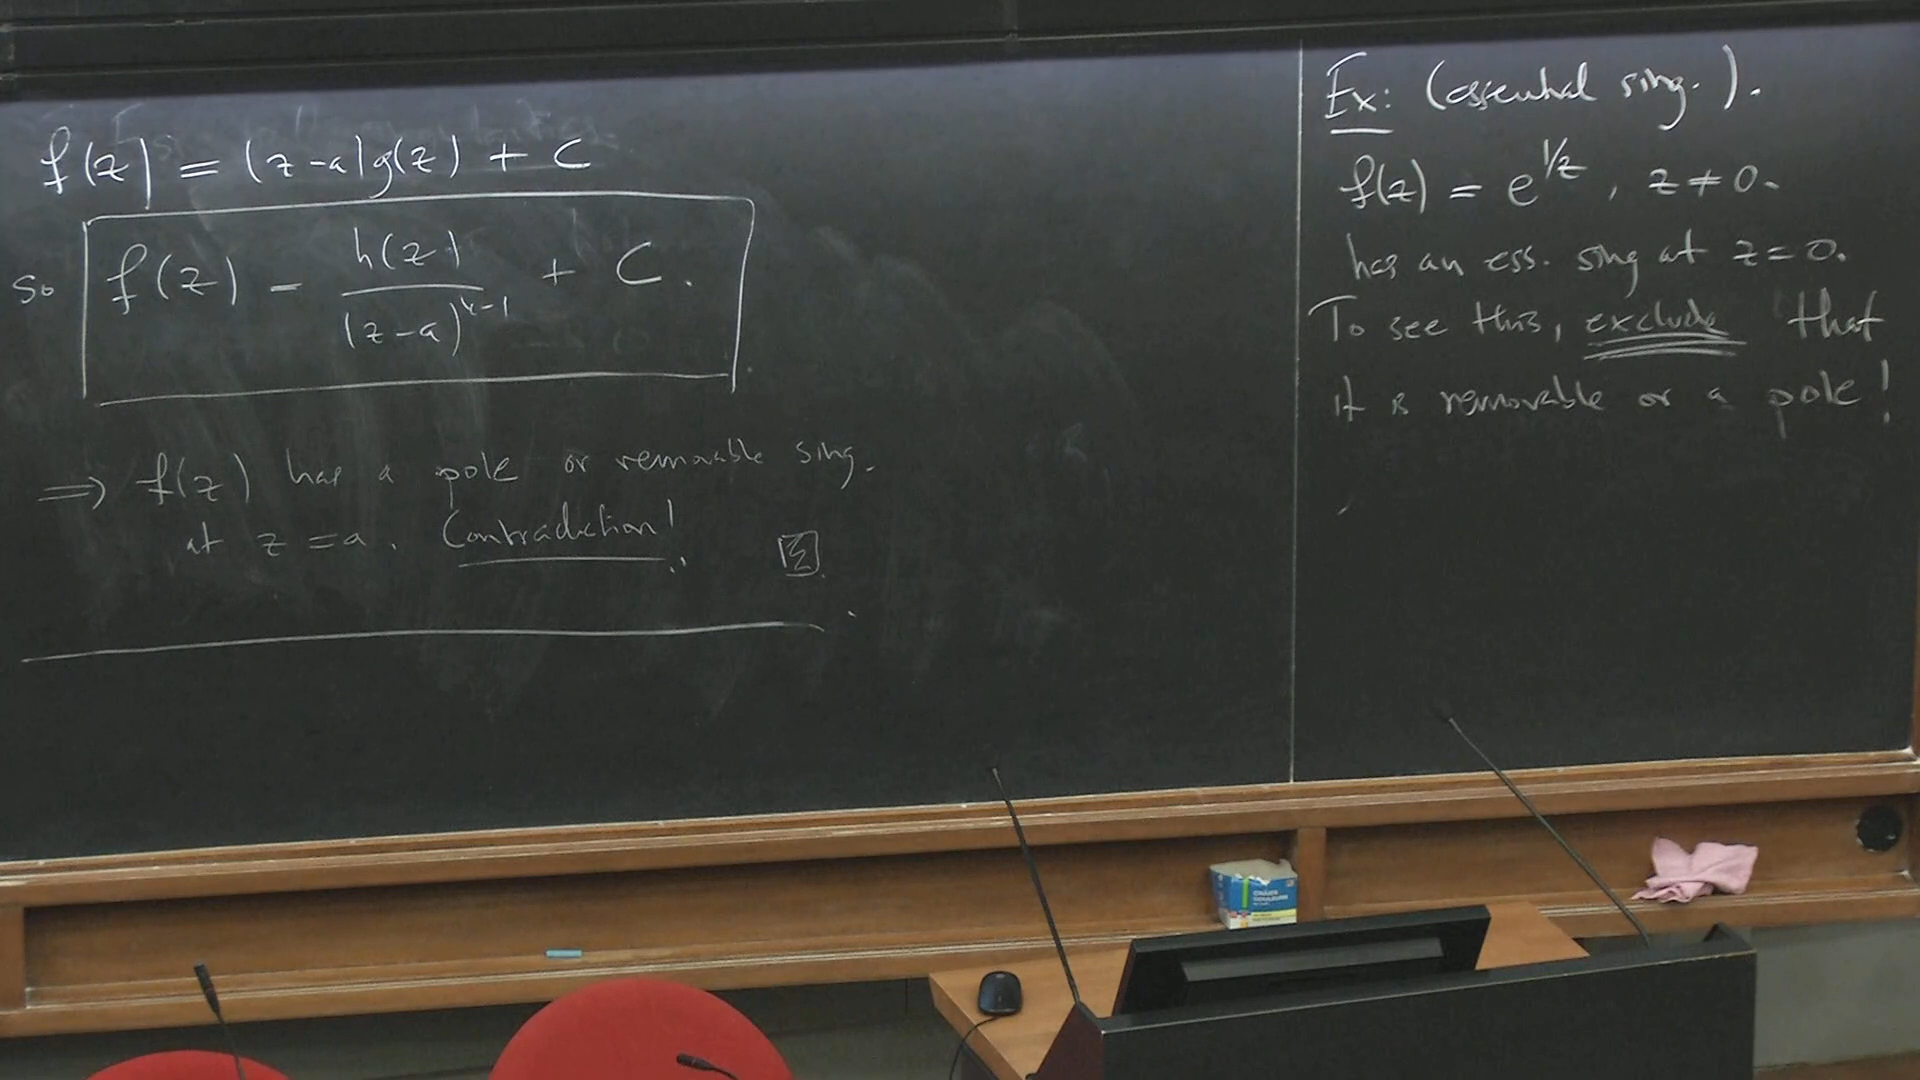 f(z) = (z-a)g(z) + C
so f(z) - h(z) / (z-a)^{k-1} + C.
⟹ f(z) has a pole or removable sing.
at z = a. Contradiction!
Ex: (essential sing.).
f(z) = e^{1/z}, z ≠ 0.
has an ess. sing at z = 0.
To see this, exclude that
it is removable or a pole!